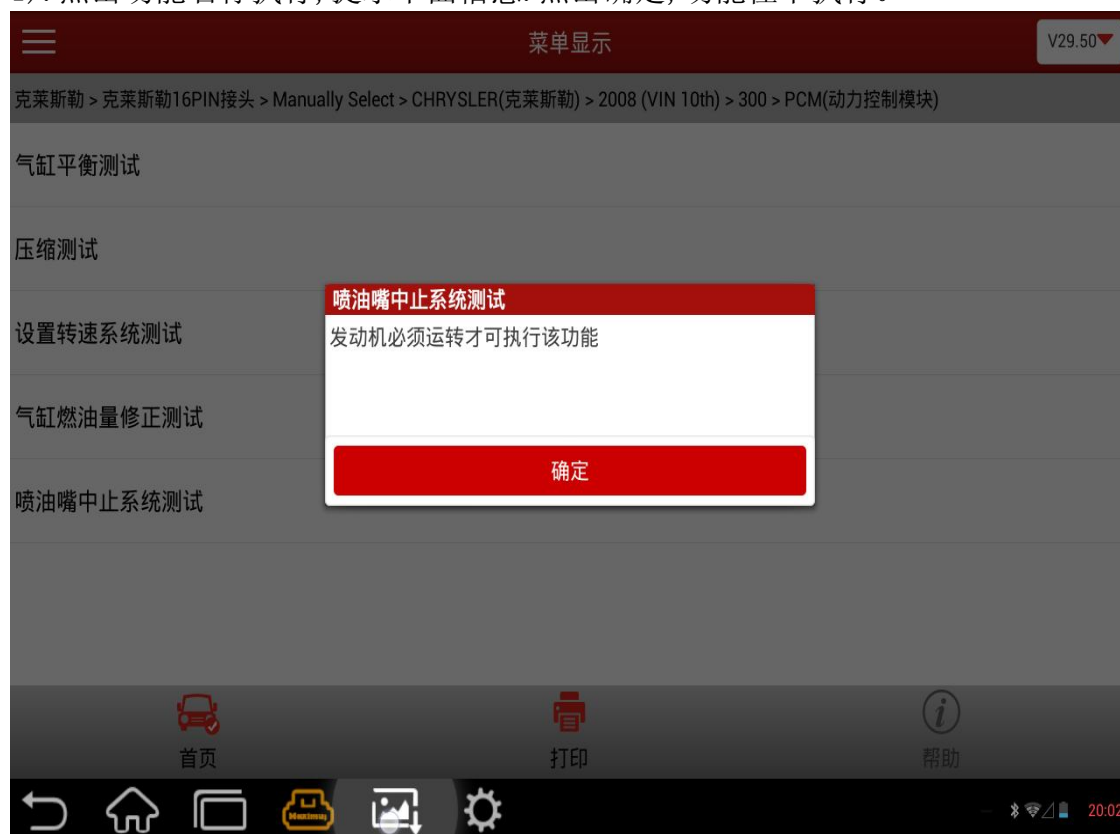 菜单显示
V29.50
克莱斯勒 > 克莱斯勒16PIN接头 > Manually Select > CHRYSLER(克莱斯勒) > 2008 (VIN 10th) > 300 > PCM(动力控制模块)
气缸平衡测试
压缩测试
喷油嘴中止系统测试
发动机必须运转才可执行该功能
确定
设置转速系统测试
气缸燃油量修正测试
喷油嘴中止系统测试
首页
打印
帮助
20:02